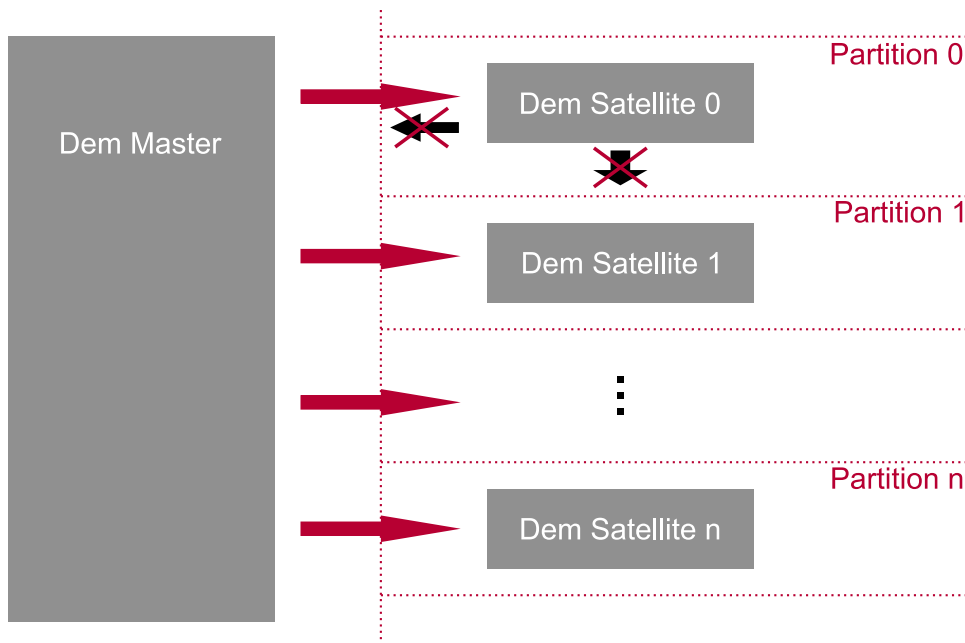 Partition 0
Dem Satellite 0
Dem Master
Partition 1
Dem Satellite 1
Partition n
Dem Satellite n